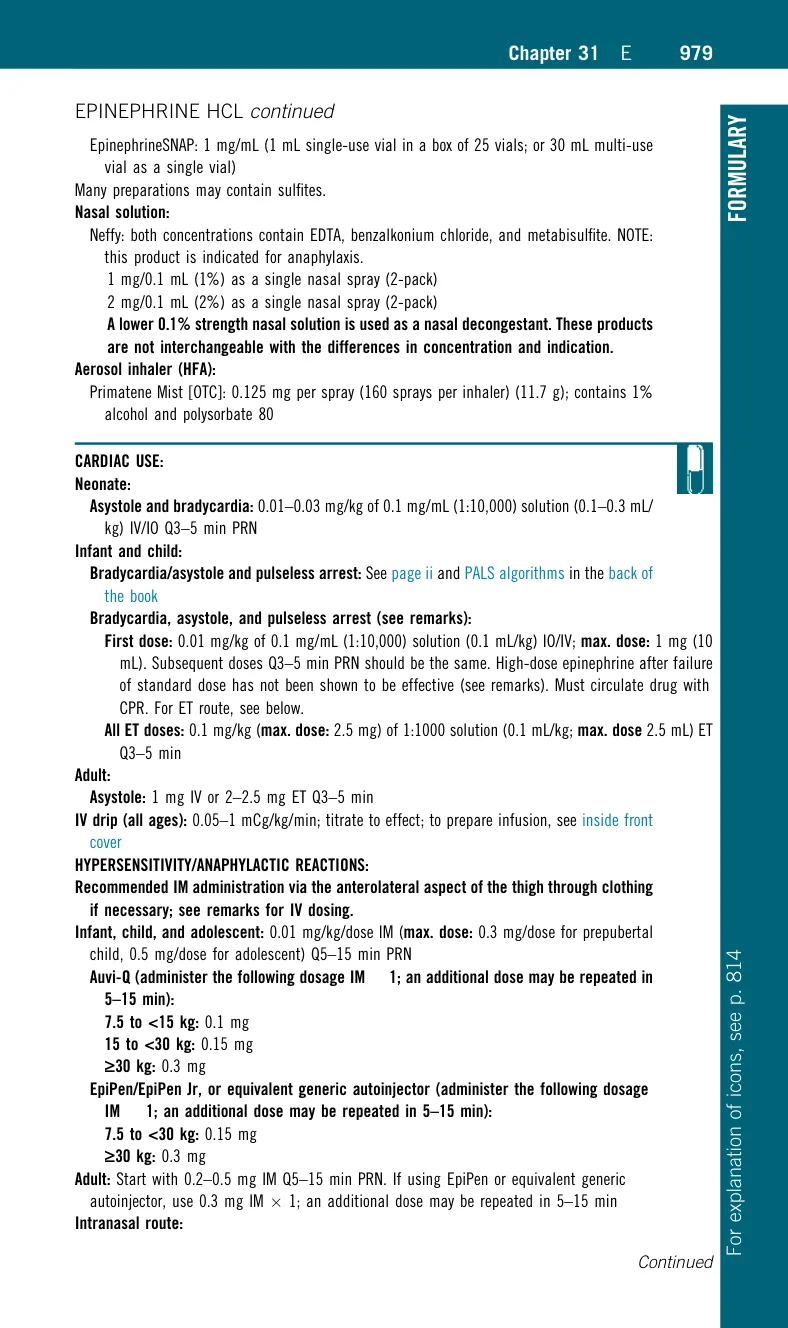 Chapter 31 E 979
EPINEPHRINE HCL continued
EpinephrineSNAP: 1 mg/mL (1 mL single-use vial in a box of 25 vials; or 30 mL multi-use
vial as a single vial)
Many preparations may contain sulfites.
Nasal solution:
Neffy: both concentrations contain EDTA, benzalkonium chloride, and metabisulfite. NOTE:
this product is indicated for anaphylaxis.
1 mg/0.1 mL (1%) as a single nasal spray (2-pack)
2 mg/0.1 mL (2%) as a single nasal spray (2-pack)
A lower 0.1% strength nasal solution is used as a nasal decongestant. These products
are not interchangeable with the differences in concentration and indication.
Aerosol inhaler (HFA):
Primatene Mist [OTC]: 0.125 mg per spray (160 sprays per inhaler) (11.7 g); contains 1%
alcohol and polysorbate 80
CARDIAC USE:
Neonate:
Asystole and bradycardia: 0.01–0.03 mg/kg of 0.1 mg/mL (1:10,000) solution (0.1–0.3 mL/
kg) IV/IO Q3–5 min PRN
Infant and child:
Bradycardia/asystole and pulseless arrest: See page ii and PALS algorithms in the back of
the book
Bradycardia, asystole, and pulseless arrest (see remarks):
First dose: 0.01 mg/kg of 0.1 mg/mL (1:10,000) solution (0.1 mL/kg) IO/IV; max. dose: 1 mg (10
mL). Subsequent doses Q3–5 min PRN should be the same. High-dose epinephrine after failure
of standard dose has not been shown to be effective (see remarks). Must circulate drug with
CPR. For ET route, see below.
All ET doses: 0.1 mg/kg (max. dose: 2.5 mg) of 1:1000 solution (0.1 mL/kg; max. dose 2.5 mL) ET
Q3–5 min
Adult:
Asystole: 1 mg IV or 2–2.5 mg ET Q3–5 min
IV drip (all ages): 0.05–1 mCg/kg/min; titrate to effect; to prepare infusion, see inside front
cover
HYPERSENSITIVITY/ANAPHYLACTIC REACTIONS:
Recommended IM administration via the anterolateral aspect of the thigh through clothing
if necessary; see remarks for IV dosing.
Infant, child, and adolescent: 0.01 mg/kg/dose IM (max. dose: 0.3 mg/dose for prepubertal
child, 0.5 mg/dose for adolescent) Q5–15 min PRN
Auvi-Q (administer the following dosage IM 1; an additional dose may be repeated in
5–15 min):
7.5 to <15 kg: 0.1 mg
15 to <30 kg: 0.15 mg
≥30 kg: 0.3 mg
EpiPen/EpiPen Jr, or equivalent generic autoinjector (administer the following dosage
IM 1; an additional dose may be repeated in 5–15 min):
7.5 to <30 kg: 0.15 mg
≥30 kg: 0.3 mg
Adult: Start with 0.2–0.5 mg IM Q5–15 min PRN. If using EpiPen or equivalent generic
autoinjector, use 0.3 mg IM × 1; an additional dose may be repeated in 5–15 min
Intranasal route:
Continued
FORMULARY
For explanation of icons, see p. 814